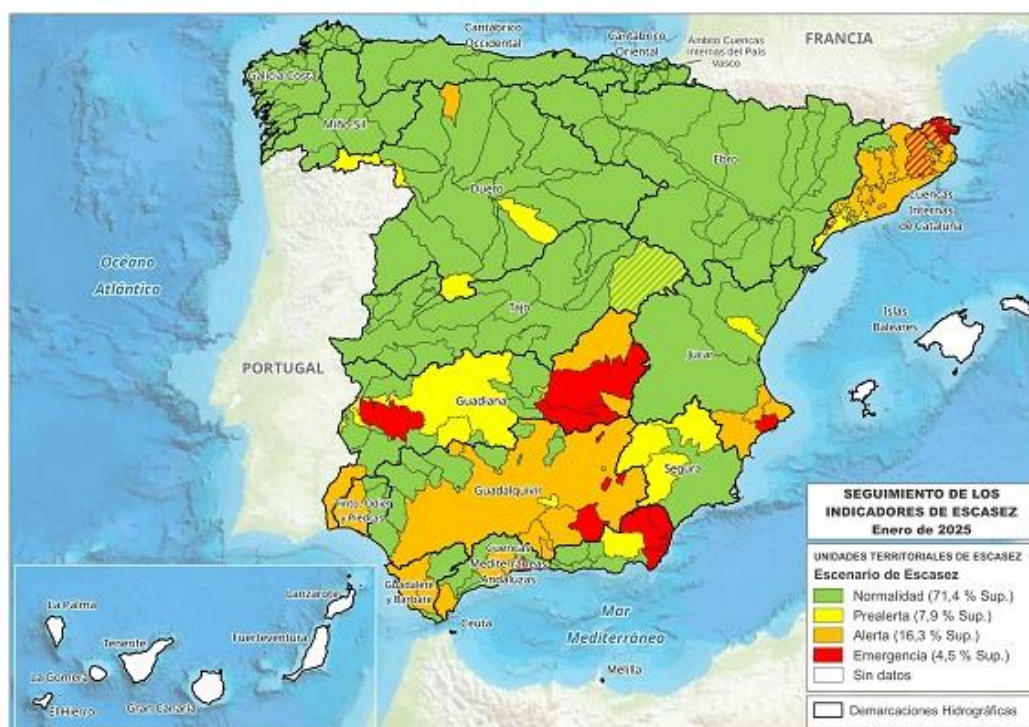 Cantábrico
Occidental
Cantábrico
Oriental
Ámbito Cuencas
Internas del País
Vasco
FRANCIA
Galicia Costa
Miño-Sil
Ebro
Duero
Cuencas
Internas
de Cataluña
Océano
Atlántico
Tajo
Islas
Baleares
Júcar
PORTUGAL
Guadiana
Segura
Guadalquivir
Tinto, Odiel
y Piedras
Cuencas
Mediterráneas
Andaluzas
Guadalete
y Barbate
Ceuta
Mar
Mediterráneo
Melilla
La Palma
Lanzarote
Tenerife
Fuerteventura
La Gomera
El Hierro
Gran Canaria
SEGUIMIENTO DE LOS
INDICADORES DE ESCASEZ
Enero de 2025
UNIDADES TERRITORIALES DE ESCASEZ
Escenario de Escasez
Normalidad (71,4 % Sup.)
Prealerta (7,9 % Sup.)
Alerta (16,3 % Sup.)
Emergencia (4,5 % Sup.)
Sin datos
Demarcaciones Hidrográficas